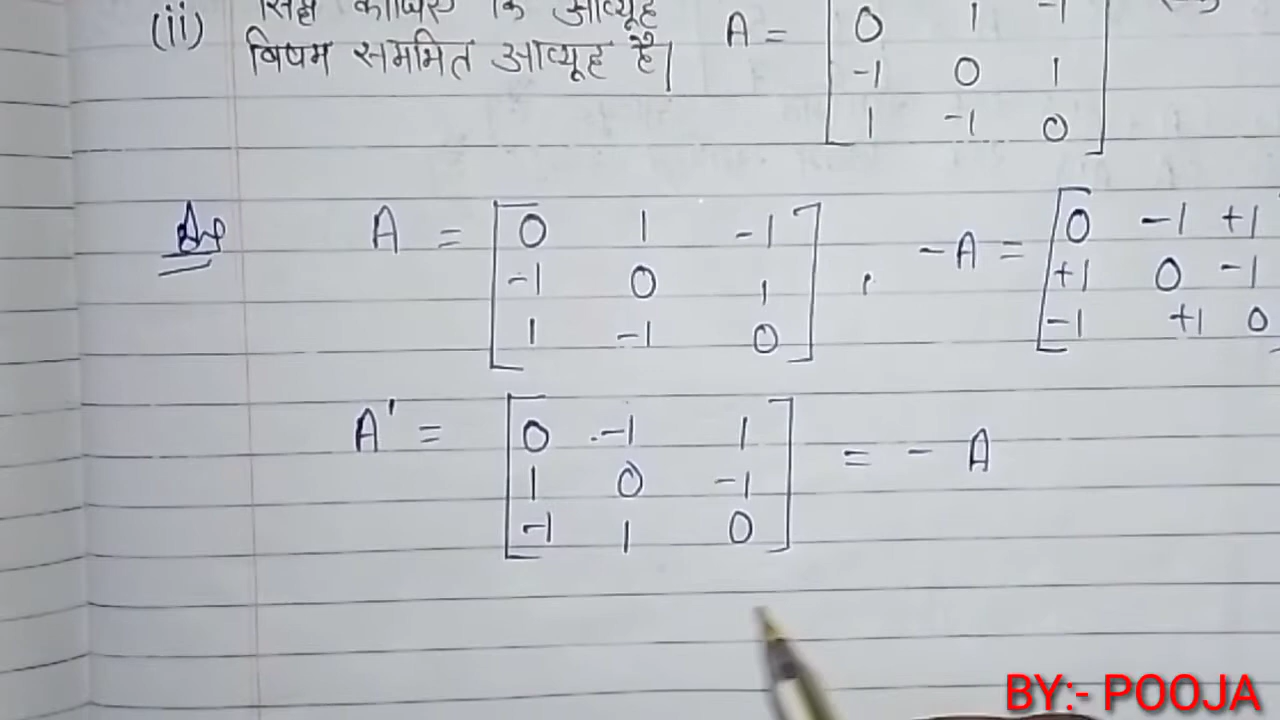 (ii) सिद्ध कीजिए कि आव्यूह A = [ 0 1 -1
विषम सममित आव्यूह है। -1 0 1
1 -1 0 ]
Ans A = [ 0 1 -1 , -A = [ 0 -1 +1
-1 0 1 +1 0 -1
1 -1 0 ] -1 +1 0
A' = [ 0 -1 1 = - A
1 0 -1
-1 1 0 ]
BY:- POOJA